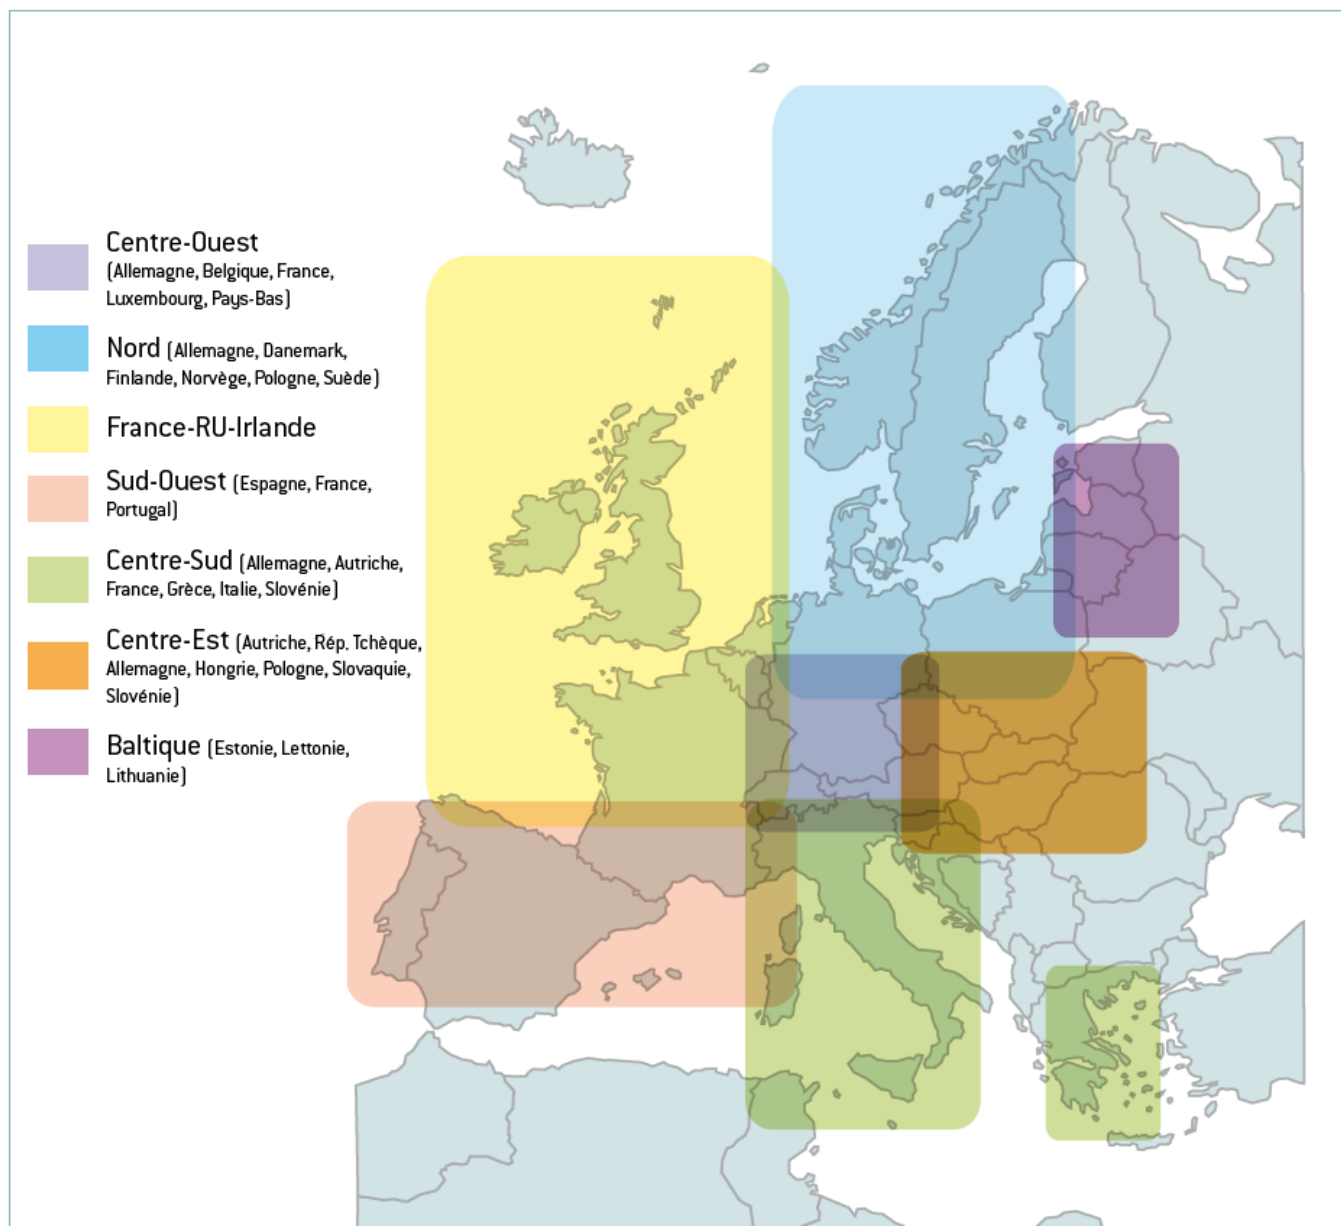 Centre-Ouest
(Allemagne, Belgique, France,
Luxembourg, Pays-Bas)
Nord (Allemagne, Danemark,
Finlande, Norvège, Pologne, Suède)
France-RU-Irlande
Sud-Ouest (Espagne, France,
Portugal)
Centre-Sud (Allemagne, Autriche,
France, Grèce, Italie, Slovénie)
Centre-Est (Autriche, Rép. Tchèque,
Allemagne, Hongrie, Pologne, Slovaquie,
Slovénie)
Baltique (Estonie, Lettonie,
Lithuanie)